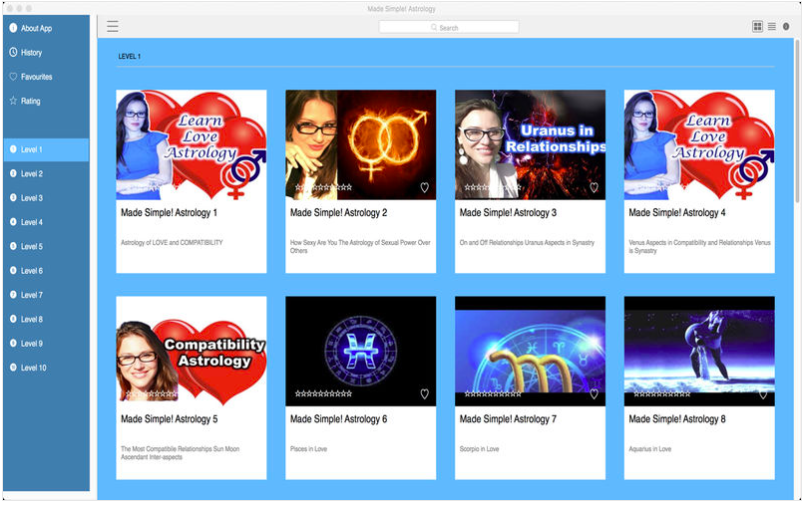 Made Simple! Astrology
Search
About App
History
Favourites
Rating
Level 1
Level 2
Level 3
Level 4
Level 5
Level 6
Level 7
Level 8
Level 9
Level 10
LEVEL 1
Learn
Love
Astrology
Made Simple! Astrology 1
Astrology of LOVE and COMPATIBILITY
Made Simple! Astrology 2
How Sexy Are You The Astrology of Sexual Power Over
Others
Uranus in
Relationships
Made Simple! Astrology 3
On and Off Relationships Uranus Aspects in Synastry
Learn
Love
Astrology
Made Simple! Astrology 4
Venus Aspects in Compatibility and Relationships Venus
is Synastry
Compatibility
Astrology
Made Simple! Astrology 5
The Most Compatibile Relationships Sun Moon
Ascendant Inter-aspects
Made Simple! Astrology 6
Pisces in Love
Made Simple! Astrology 7
Scorpio in Love
Made Simple! Astrology 8
Aquarius in Love